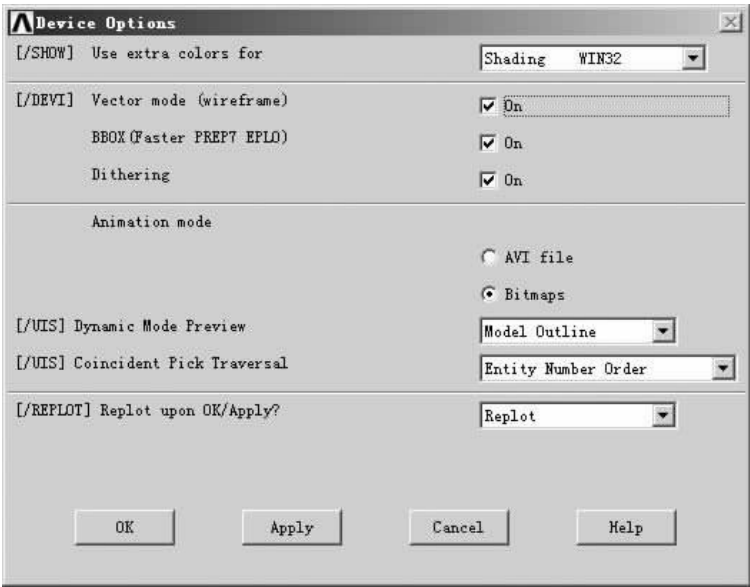 Device Options
[/SHOW] Use extra colors for Shading WIN32
[/DEVI] Vector mode (wireframe) On
BBOX(Faster PREP7 EPLO) On
Dithering On
Animation mode
AVI file
Bitmaps
[/UIS] Dynamic Mode Preview Model Outline
[/UIS] Coincident Pick Traversal Entity Number Order
[/REPLOT] Replot upon OK/Apply? Replot
OK Apply Cancel Help